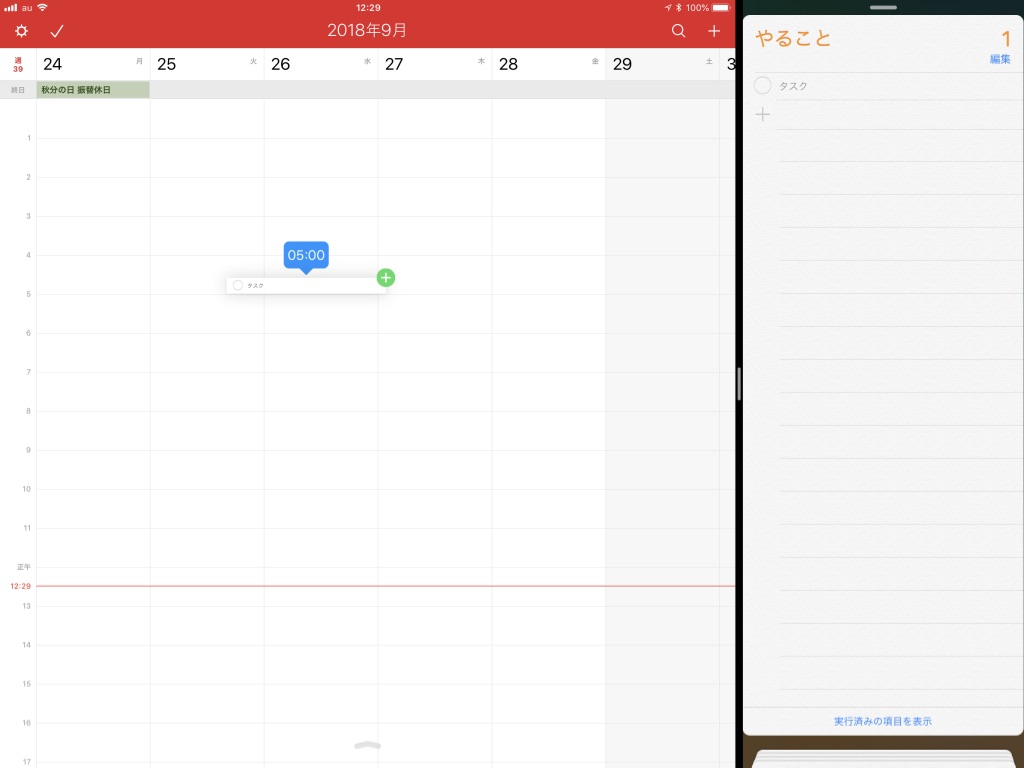 au 12:29 100%
2018年9月
週 39
24 月 25 火 26 水 27 木 28 金 29 土 3
終日 秋分の日 振替休日
1
2
3
4
05:00
タスク
5
6
7
8
9
10
11
正午
12:29
13
14
15
16
17
やること 1
編集
タスク
実行済みの項目を表示